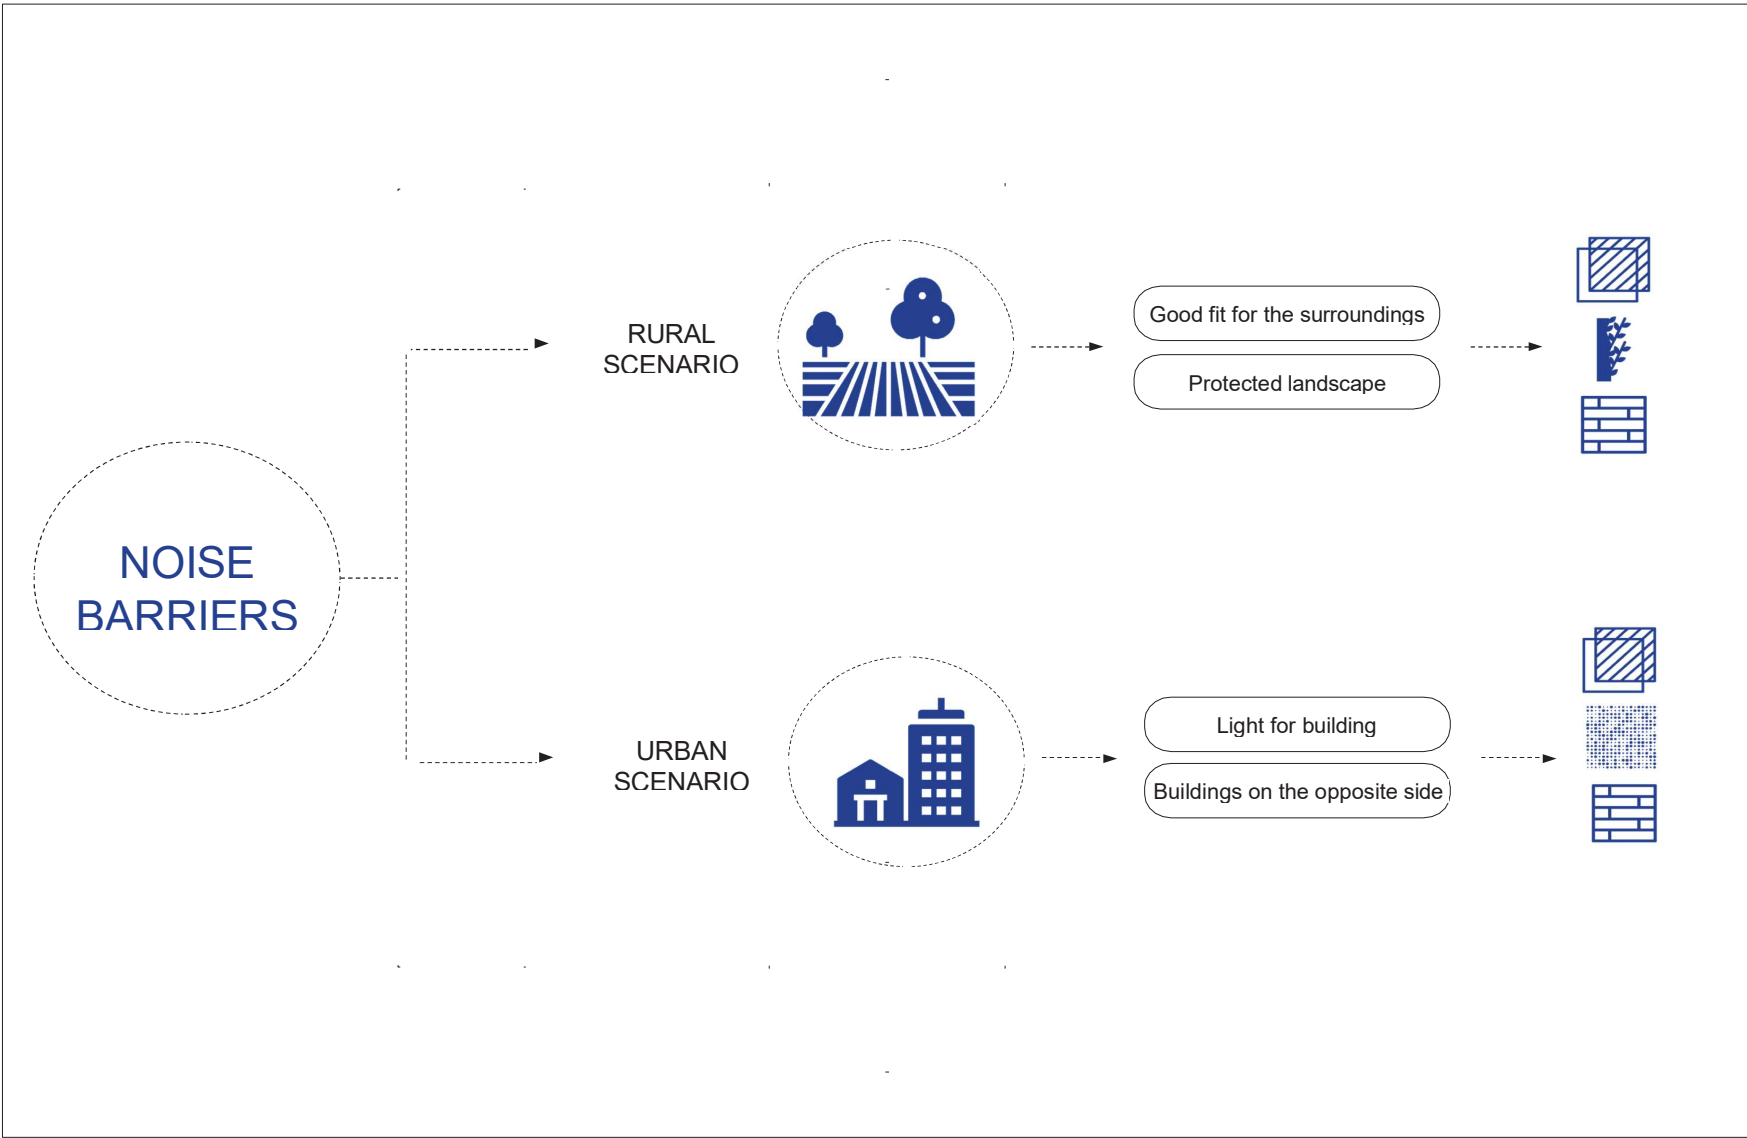 RURAL
SCENARIO
Good fit for the surroundings
Protected landscape
NOISE
BARRIERS
URBAN
SCENARIO
Light for building
Buildings on the opposite side